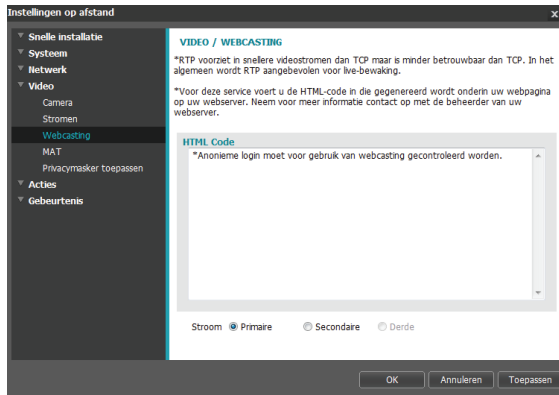 Instellingen op afstand
x
Snelle installatie
Systeem
Netwerk
Video
Camera
Stromen
Webcasting
MAT
Privacymasker toepassen
Acties
Gebeurtenis
VIDEO / WEBCASTING
*RTP voorziet in snellere videostromen dan TCP maar is minder betrouwbaar dan TCP. In het
algemeen wordt RTP aangebevolen voor live-bewaking.
*Voor deze service voert u de HTML-code in die gegenereerd wordt onderin uw webpagina
op uw webserver. Neem voor meer informatie contact op met de beheerder van uw
webserver.
HTML Code
*Anonieme login moet voor gebruik van webcasting gecontroleerd worden.
Stroom Primaire Secondaire Derde
OK Annuleren Toepassen